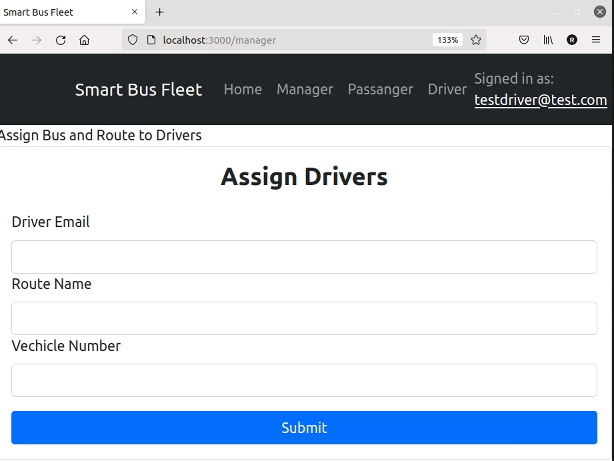 Smart Bus Fleet
localhost:3000/manager
133%
Smart Bus Fleet
Home
Manager
Passanger
Driver
Signed in as:
testdriver@test.com
Assign Bus and Route to Drivers
Assign Drivers
Driver Email
Route Name
Vechicle Number
Submit